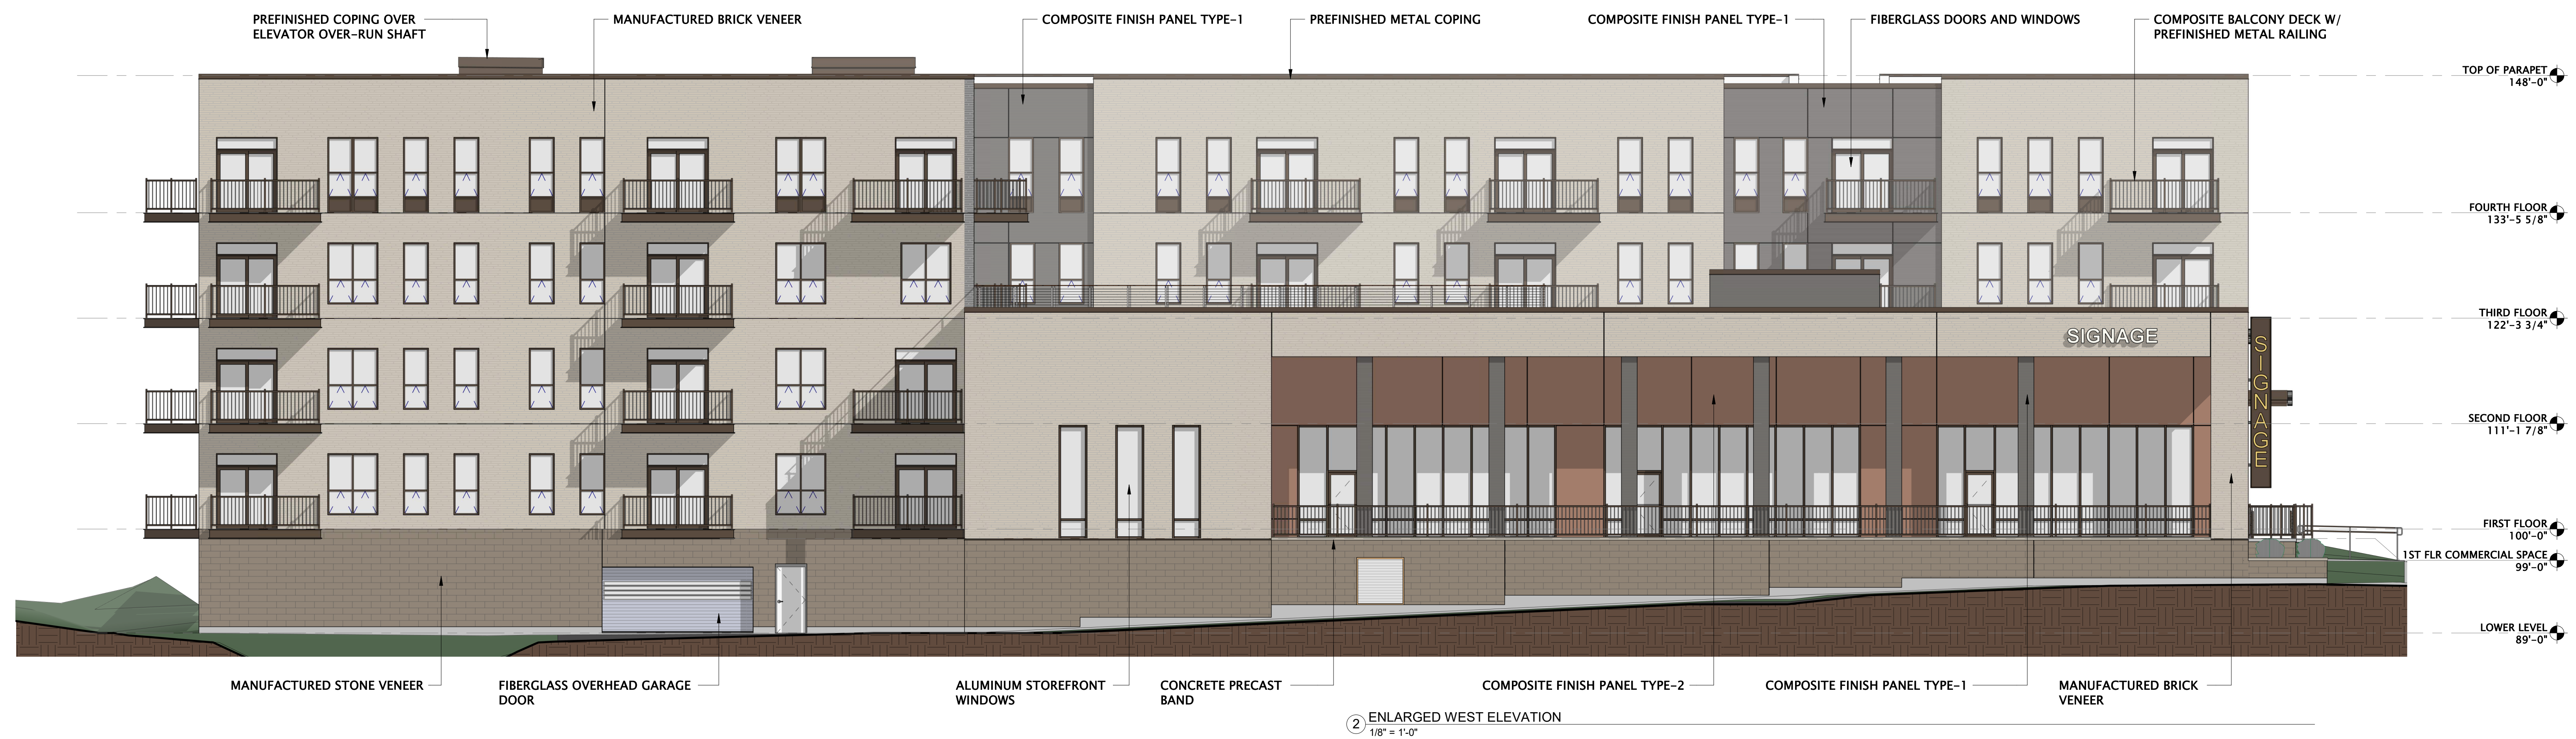 PREFINISHED COPING OVER
ELEVATOR OVER-RUN SHAFT
MANUFACTURED BRICK VENEER
COMPOSITE FINISH PANEL TYPE-1
PREFINISHED METAL COPING
COMPOSITE FINISH PANEL TYPE-1
FIBERGLASS DOORS AND WINDOWS
COMPOSITE BALCONY DECK W/
PREFINISHED METAL RAILING
TOP OF PARAPET
148'-0"
FOURTH FLOOR
133'-5 5/8"
THIRD FLOOR
122'-3 3/4"
SIGNAGE
SIGNAGE
SECOND FLOOR
111'-1 7/8"
FIRST FLOOR
100'-0"
1ST FLR COMMERCIAL SPACE
99'-0"
LOWER LEVEL
89'-0"
MANUFACTURED STONE VENEER
FIBERGLASS OVERHEAD GARAGE
DOOR
ALUMINUM STOREFRONT
WINDOWS
CONCRETE PRECAST
BAND
COMPOSITE FINISH PANEL TYPE-2
COMPOSITE FINISH PANEL TYPE-1
MANUFACTURED BRICK
VENEER
2 ENLARGED WEST ELEVATION
1/8" = 1'-0"